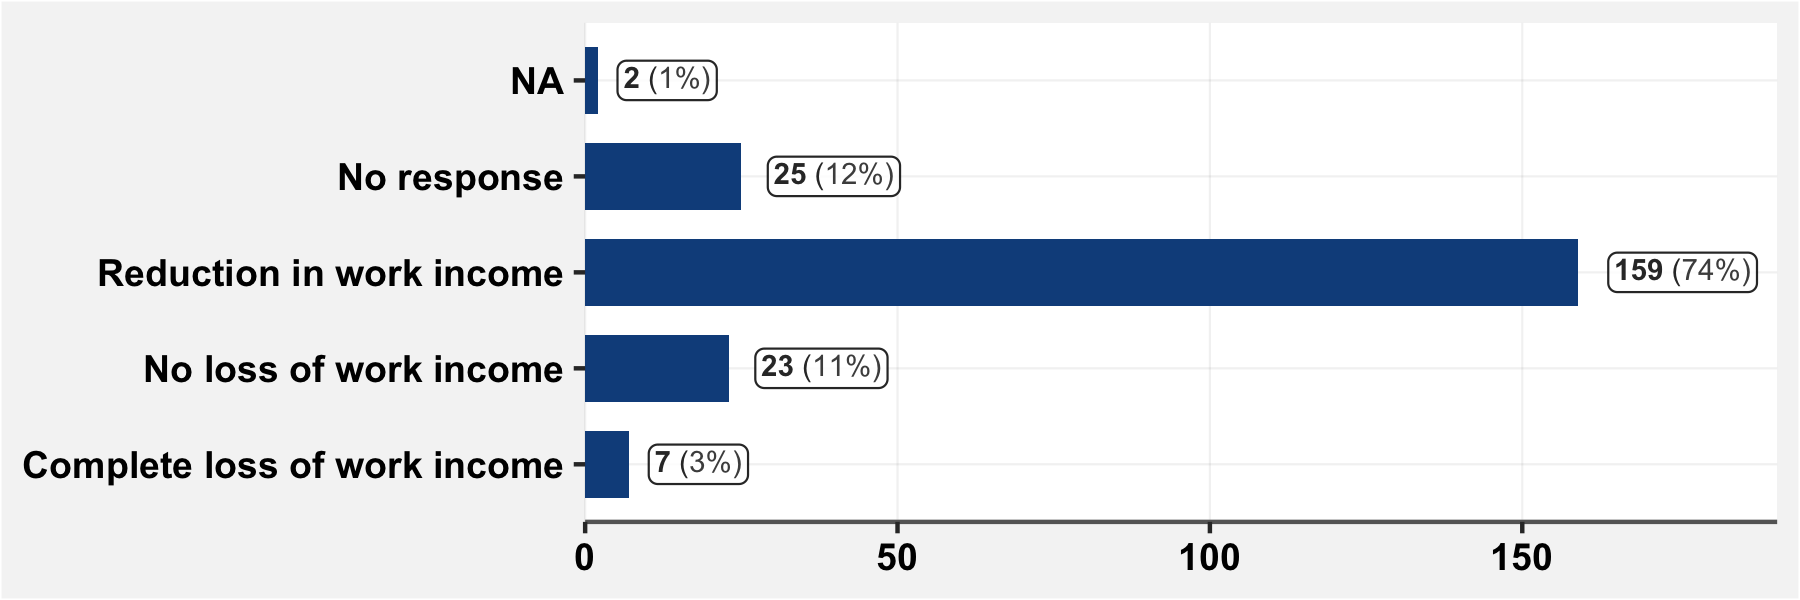 NA 2 (1%)
No response 25 (12%)
Reduction in work income 159 (74%)
No loss of work income 23 (11%)
Complete loss of work income 7 (3%)
0 50 100 150